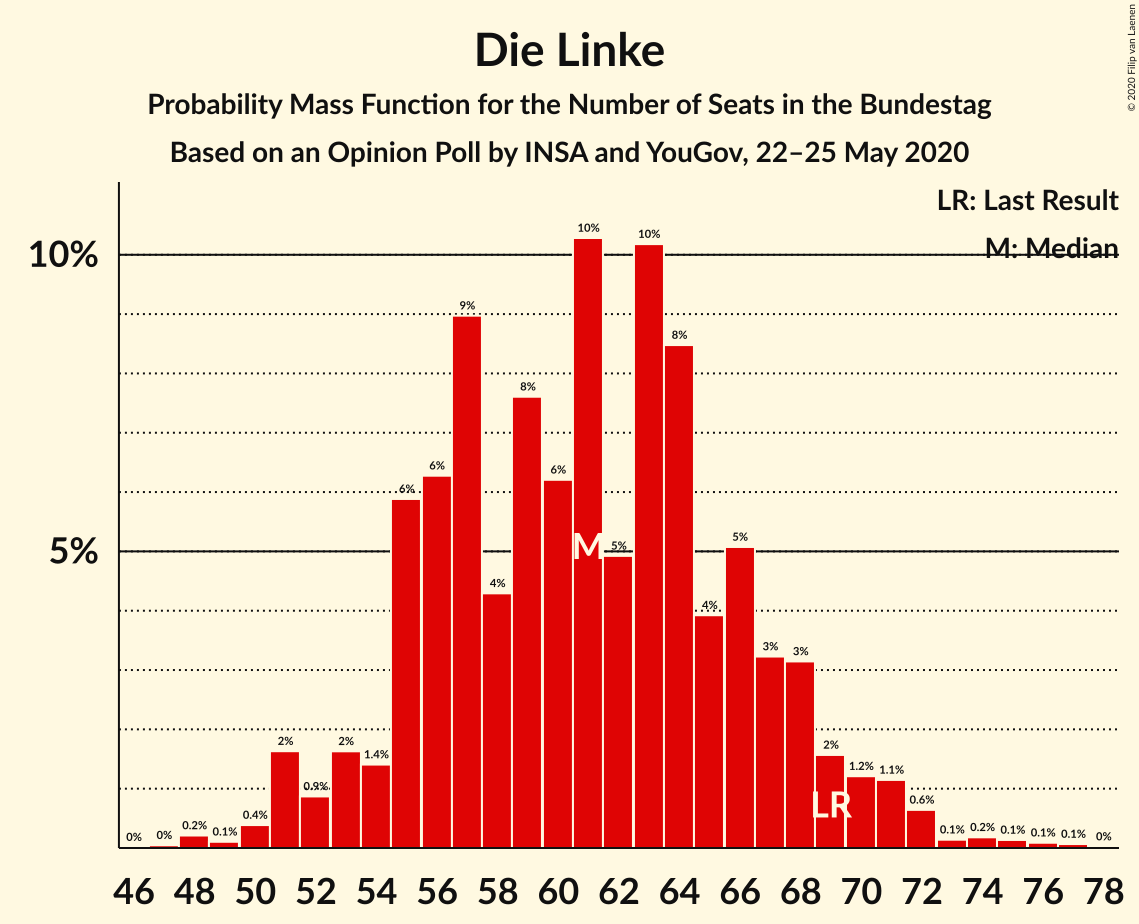 © 2020 Filip van Laenen
Die Linke
Probability Mass Function for the Number of Seats in the Bundestag
Based on an Opinion Poll by INSA and YouGov, 22–25 May 2020
LR: Last Result
M: Median
10%
5%
0% 0% 0.2% 0.1% 0.4% 2% 0.9% 2% 1.4% 6% 6% 9% 4% 8% 6% 10% 5% 10% 8% 4% 5% 3% 3% 2% 1.2% 1.1% 0.6% 0.1% 0.2% 0.1% 0.1% 0.1% 0%
M
LR
46 48 50 52 54 56 58 60 62 64 66 68 70 72 74 76 78